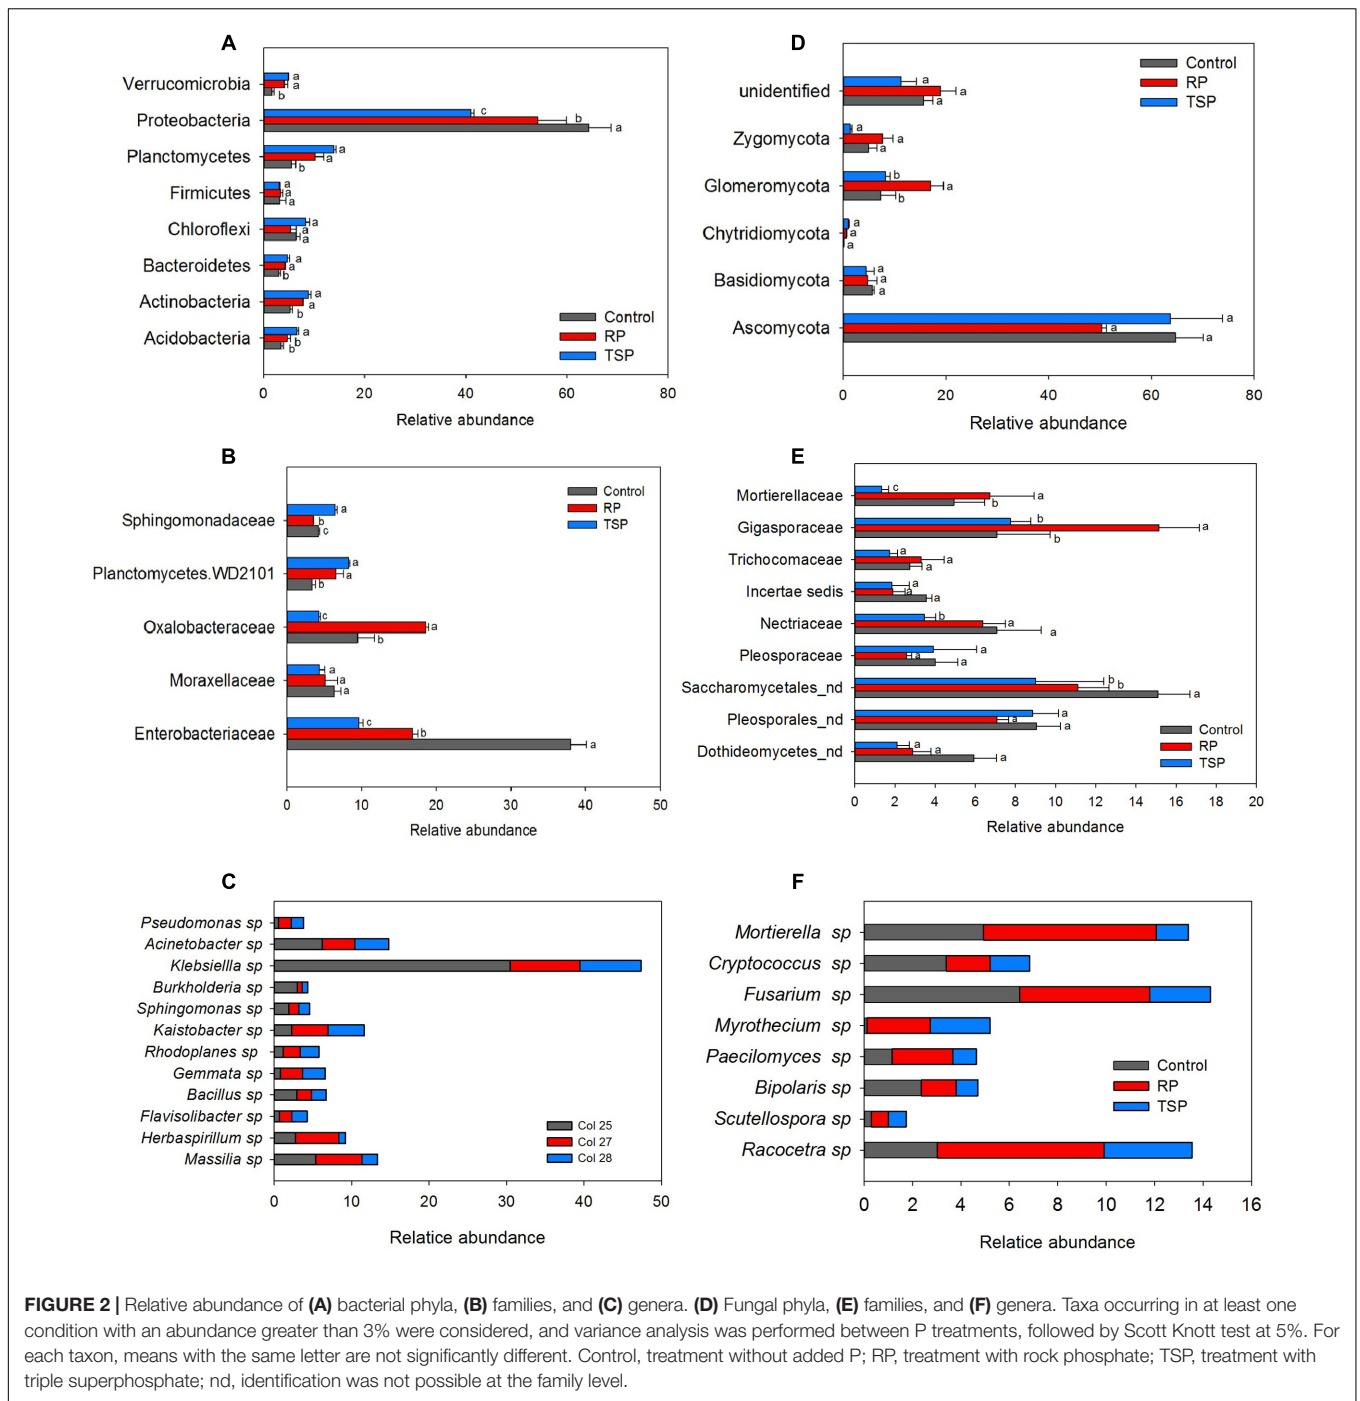 A
Verrucomicrobia
a
a
b
Proteobacteria
c
b
a
Planctomycetes
a
a
b
Firmicutes
a
a
a
Chloroflexi
a
a
a
Bacteroidetes
a
a
b
Actinobacteria
a
a
b
Acidobacteria
a
b
b
Control
RP
TSP
0 20 40 60 80
Relative abundance
D
Control
RP
TSP
unidentified
a
a
a
Zygomycota
a
a
a
Glomeromycota
b
a
b
Chytridiomycota
a
a
a
Basidiomycota
a
a
a
Ascomycota
a
a
a
0 20 40 60 80
Relative abundance
B
Control
RP
TSP
Sphingomonadaceae
a
b
c
Planctomycetes.WD2101
a
a
b
Oxalobacteraceae
c
a
b
Moraxellaceae
a
a
a
Enterobacteriaceae
c
b
a
0 10 20 30 40 50
Relative abundance
E
Mortierellaceae
c
a
b
Gigasporaceae
b
a
b
Trichocomaceae
a
a
a
Incertae sedis
a
a
a
Nectriaceae
b
a
a
Pleosporaceae
a
a
a
Saccharomycetales_nd
b
b
a
Pleosporales_nd
a
a
a
Dothideomycetes_nd
a
a
a
Control
RP
TSP
0 2 4 6 8 10 12 14 16 18 20
Relative abundance
C
Pseudomonas sp
Acinetobacter sp
Klebsiellla sp
Burkholderia sp
Sphingomonas sp
Kaistobacter sp
Rhodoplanes sp
Gemmata sp
Bacillus sp
Flavisolibacter sp
Herbaspirillum sp
Massilia sp
Col 25
Col 27
Col 28
0 10 20 30 40 50
Relatice abundance
F
Mortierella sp
Cryptococcus sp
Fusarium sp
Myrothecium sp
Paecilomyces sp
Bipolaris sp
Scutellospora sp
Racocetra sp
Control
RP
TSP
0 2 4 6 8 10 12 14 16
Relatice abundance
FIGURE 2 | Relative abundance of (A) bacterial phyla, (B) families, and (C) genera. (D) Fungal phyla, (E) families, and (F) genera. Taxa occurring in at least one
condition with an abundance greater than 3% were considered, and variance analysis was performed between P treatments, followed by Scott Knott test at 5%. For
each taxon, means with the same letter are not significantly different. Control, treatment without added P; RP, treatment with rock phosphate; TSP, treatment with
triple superphosphate; nd, identification was not possible at the family level.